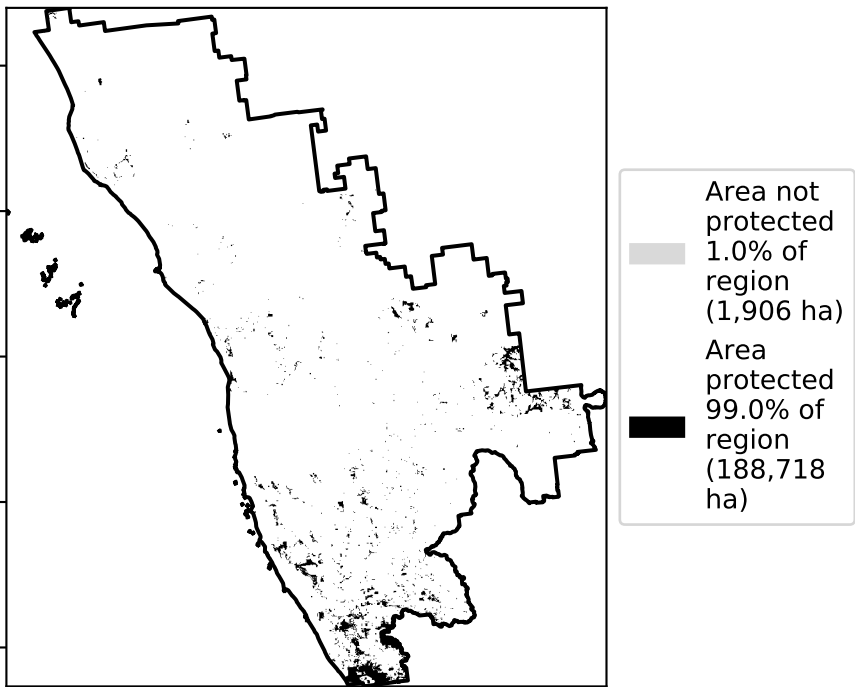 Area not
protected
1.0% of
region
(1,906 ha)
Area
protected
99.0% of
region
(188,718
ha)